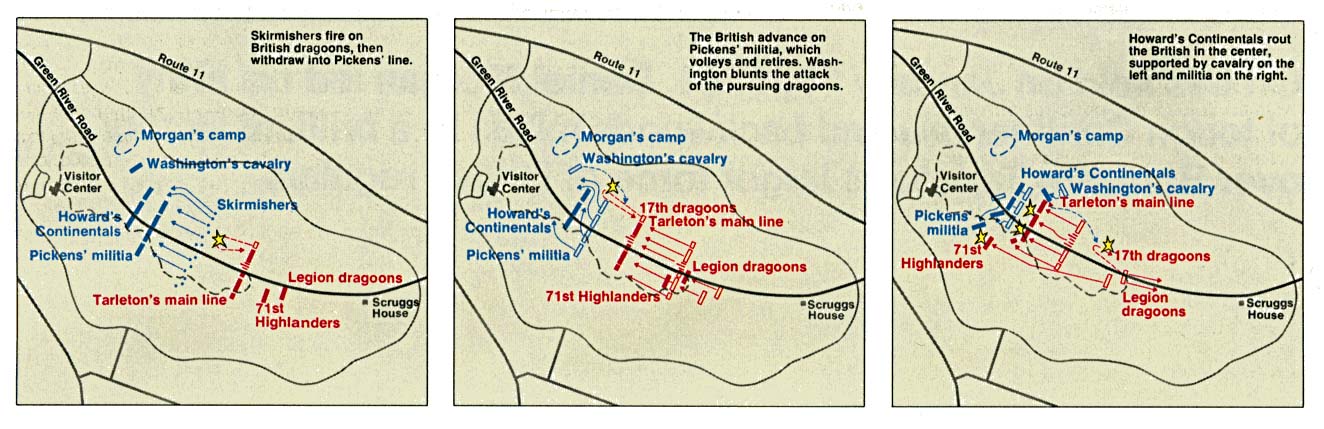 Skirmishers fire on
British dragoons, then
withdraw into Pickens' line.
Route 11
Green River Road
Morgan's camp
Washington's cavalry
Visitor
Center
Skirmishers
Howard's
Continentals
Pickens' militia
Legion dragoons
Tarleton's main line
71st
Highlanders
Scruggs
House
The British advance on
Pickens' militia, which
volleys and retires. Wash-
ington blunts the attack
of the pursuing dragoons.
Route 11
Green River Road
Morgan's camp
Washington's cavalry
Visitor
Center
17th dragoons
Howard's
Continentals
Tarleton's main line
Pickens' militia
Legion dragoons
71st Highlanders
Scruggs
House
Howard's Continentals rout
the British in the center,
supported by cavalry on the
left and militia on the right.
Route 11
Green River Road
Morgan's camp
Visitor
Center
Howard's Continentals
Washington's cavalry
Tarleton's main line
Pickens'
militia
71st
Highlanders
17th dragoons
Legion
dragoons
Scruggs
House